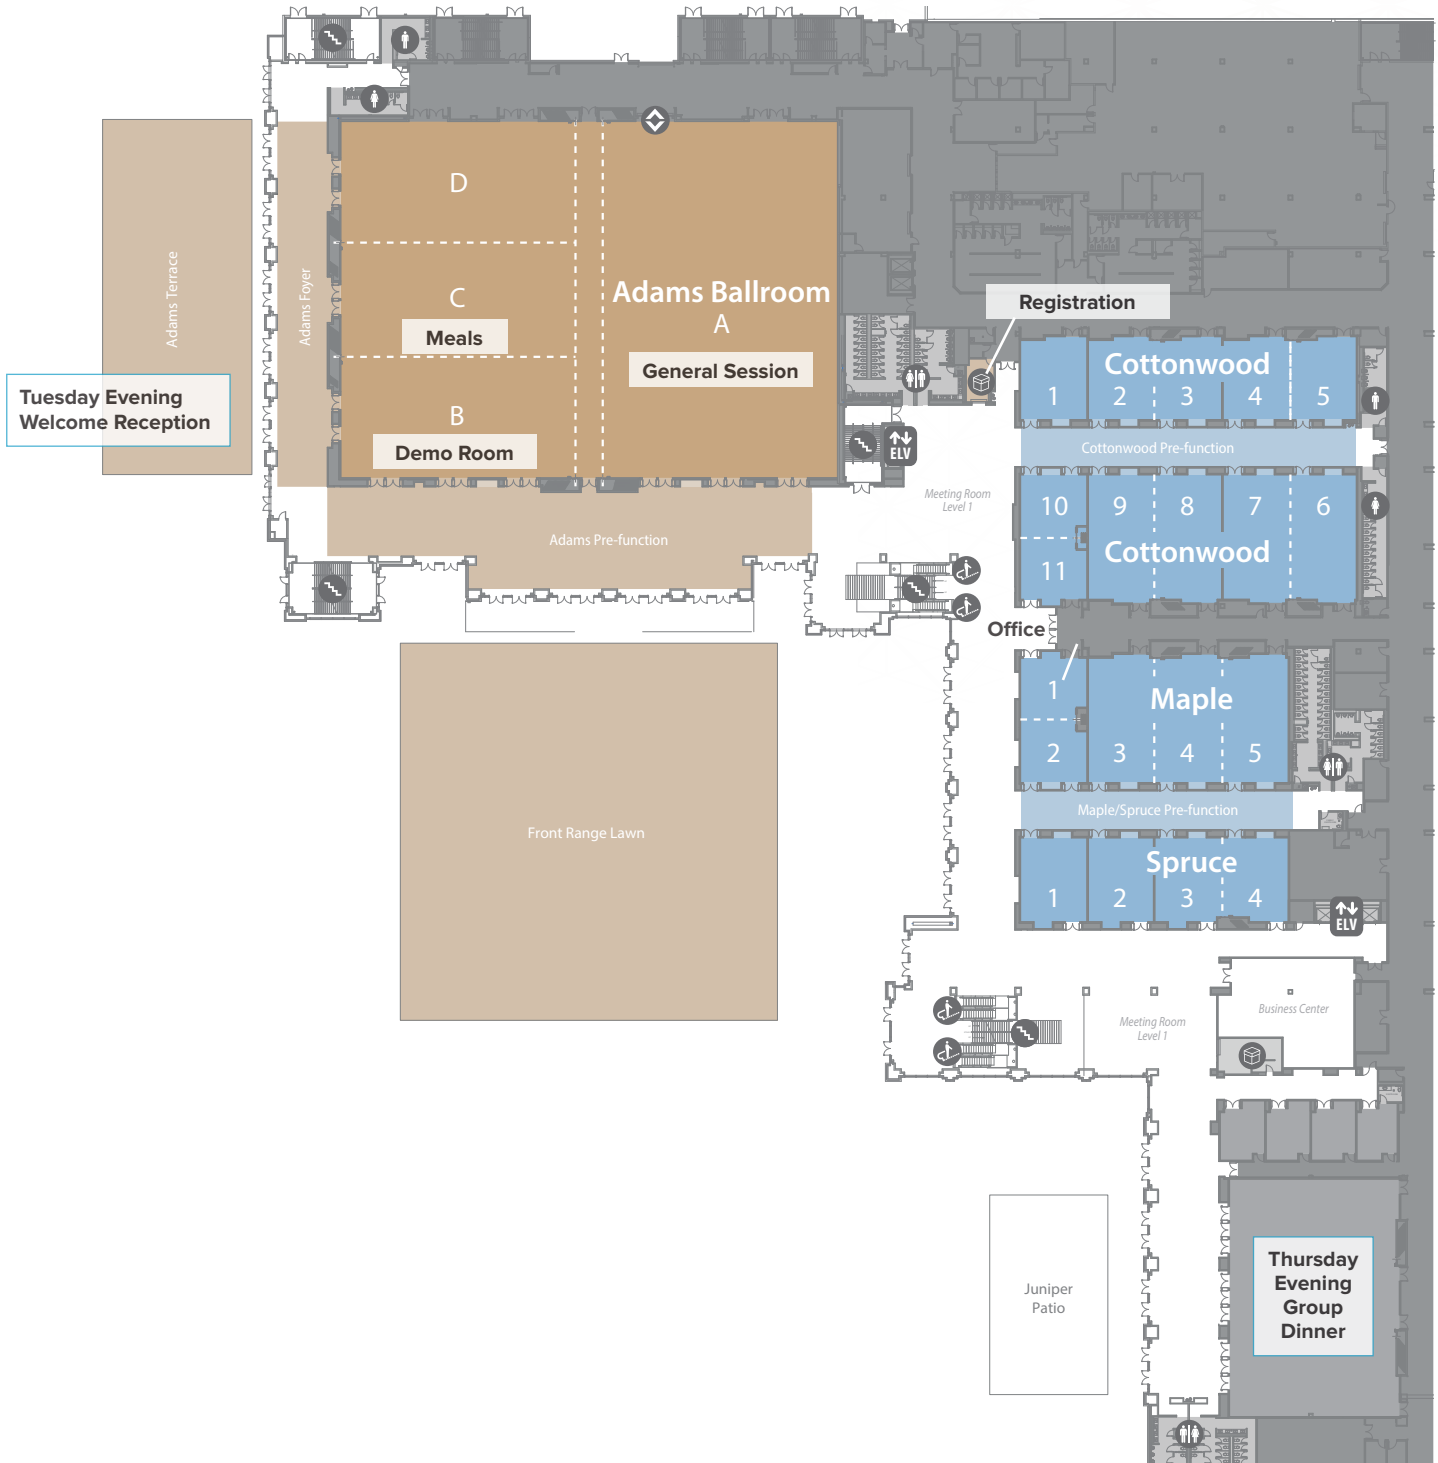 D
Adams Terrace
Adams Foyer
C
Meals
Adams Ballroom
A
General Session
Registration
Tuesday Evening
Welcome Reception
B
Demo Room
Cottonwood
1
2
3
4
5
ELV
Cottonwood Pre-function
Meeting Room
Level 1
10
9
8
7
6
Cottonwood
11
Adams Pre-function
Office
1
Maple
2
3
4
5
Maple/Spruce Pre-function
Front Range Lawn
Spruce
1
2
3
4
ELV
Meeting Room
Level 1
Business Center
Juniper
Patio
Thursday
Evening
Group
Dinner